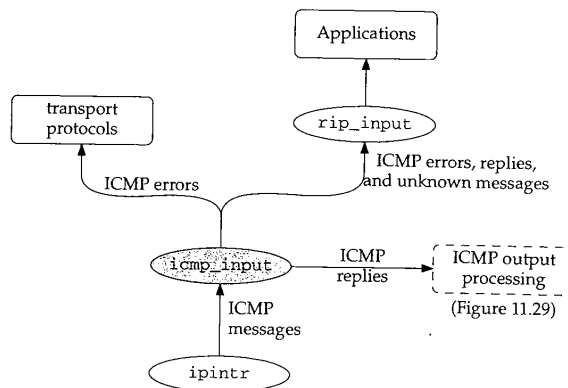 Applications
transport
protocols
rip_input
ICMP errors
ICMP errors, replies,
and unknown messages
icmp_input
ICMP
replies
ICMP output
processing
(Figure 11.29)
ICMP
messages
ipintr